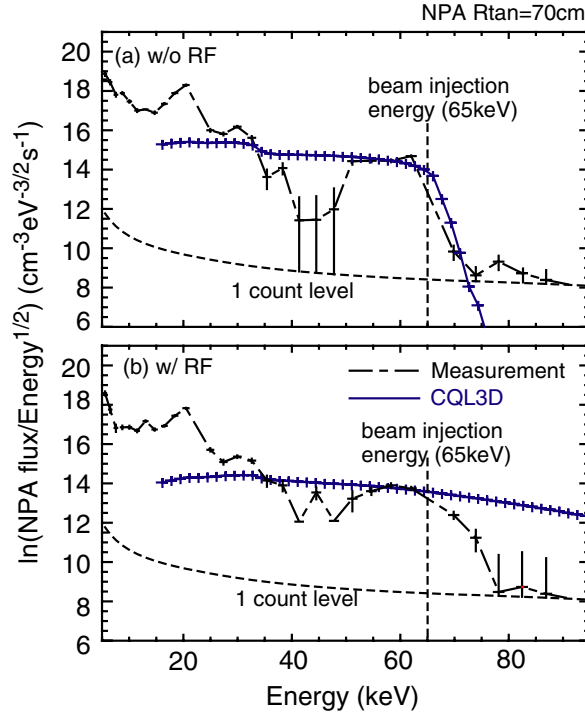 NPA Rtan=70cm
ln(NPA flux/Energy^1/2) (cm^-3eV^-3/2s^-1)
20
18
16
14
12
10
8
6
(a) w/o RF
beam injection
energy (65keV)
1 count level
20
18
16
14
12
10
8
6
(b) w/ RF
Measurement
CQL3D
beam injection
energy (65keV)
1 count level
20
40
60
80
Energy (keV)